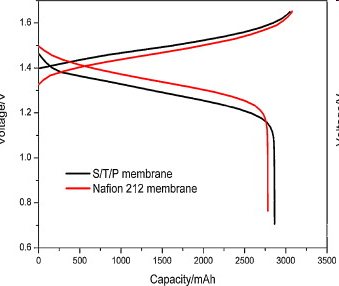 1.6
1.4
1.2
1.0
0.8
0.6
Voltage/V
S/T/P membrane
Nafion 212 membrane
0 500 1000 1500 2000 2500 3000 3500
Capacity/mAh
Voltage/V